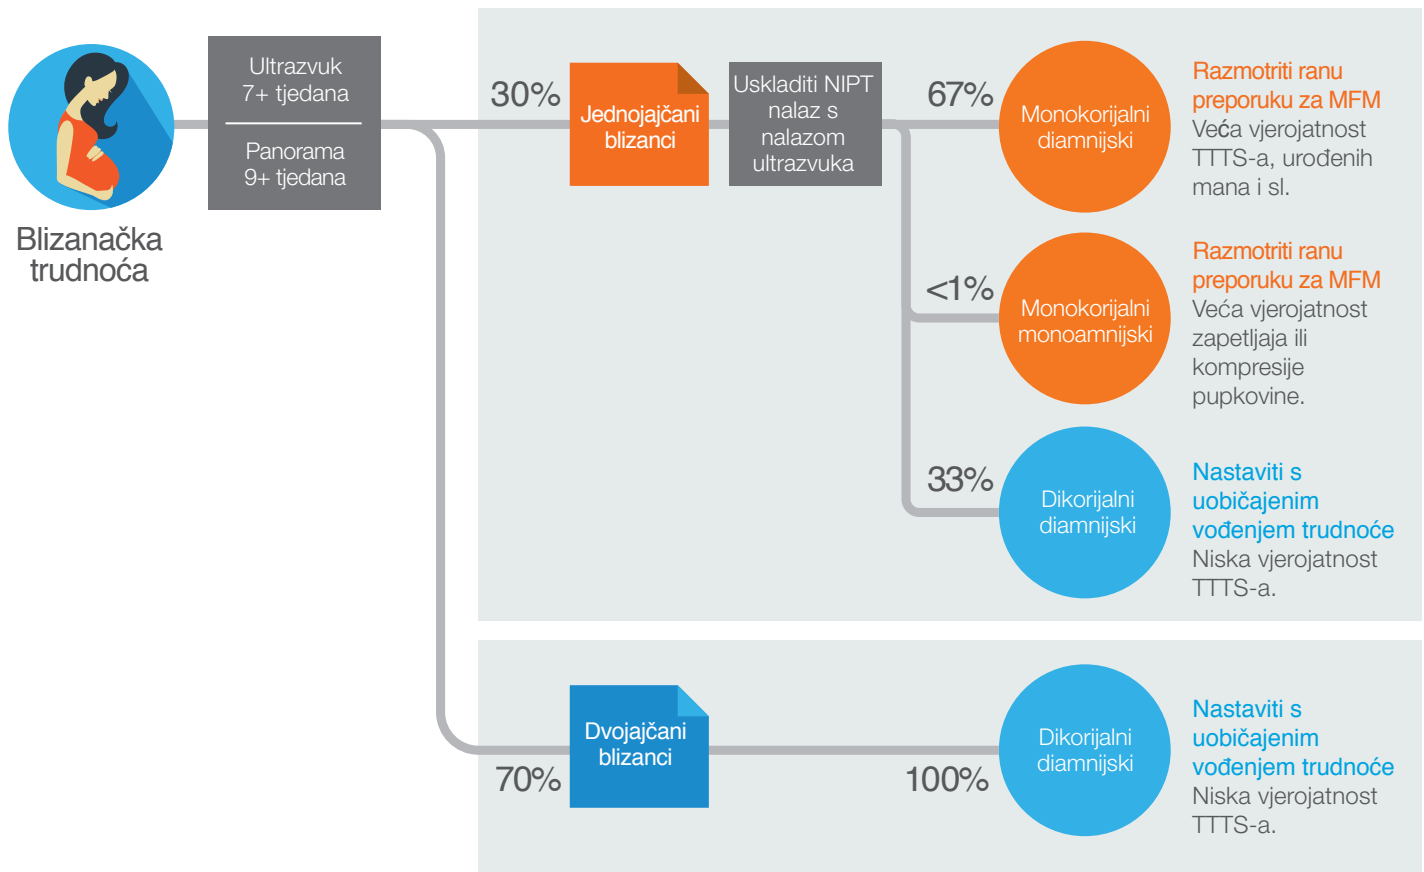 Blizanačka
trudnoća
Ultrazvuk
7+ tjedana
Panorama
9+ tjedana
30%
Jednojajčani
blizanci
Uskladiti NIPT
nalaz s
nalazom
ultrazvuka
67%
Monokorijalni
diamnijski
Razmotriti ranu
preporuku za MFM
Veća vjerojatnost
TTTS-a, urođenih
mana i sl.
<1%
Monokorijalni
monoamnijski
Razmotriti ranu
preporuku za MFM
Veća vjerojatnost
zapetljaja ili
kompresije
pupkovine.
33%
Dikorijalni
diamnijski
Nastaviti s
uobičajenim
vođenjem trudnoće
Niska vjerojatnost
TTTS-a.
70%
Dvojajčani
blizanci
100%
Dikorijalni
diamnijski
Nastaviti s
uobičajenim
vođenjem trudnoće
Niska vjerojatnost
TTTS-a.